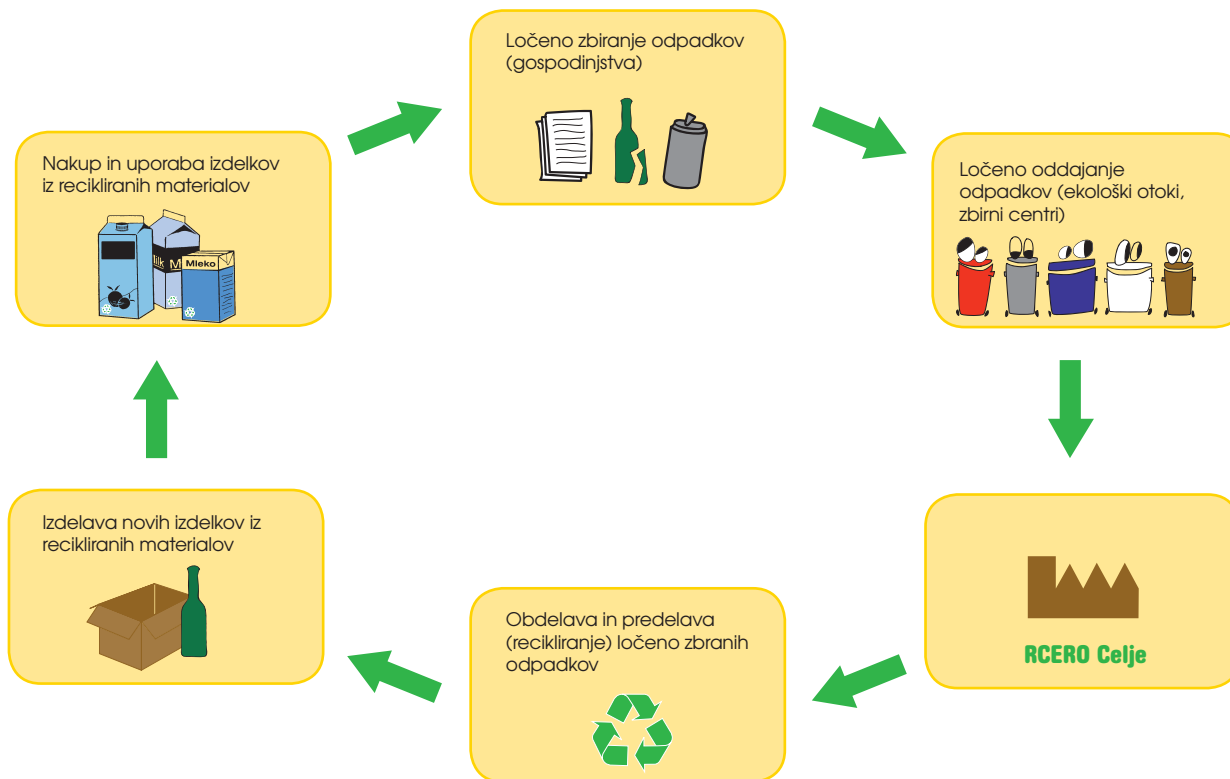 Ločeno zbiranje odpadkov
(gospodinjstva)
Ločeno oddajanje
odpadkov (ekološki otoki,
zbirni centri)
RCERO Celje
Obdelava in predelava
(recikliranje) ločeno zbranih
odpadkov
Izdelava novih izdelkov iz
recikliranih materialov
Nakup in uporaba izdelkov
iz recikliranih materialov
Mleko